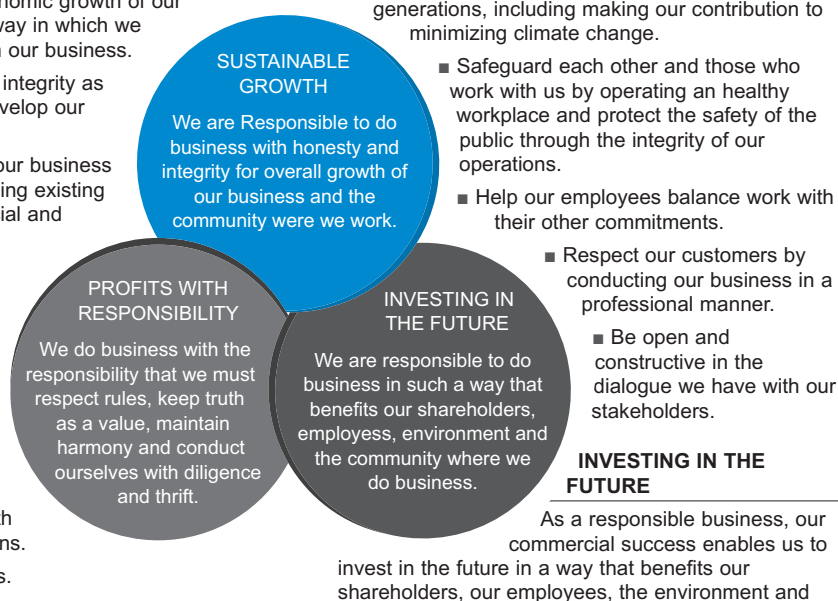 nomic growth of our
way in which we
n our business.
integrity as
velop our
our business
ing existing
cial and
th
ns.
s.
SUSTAINABLE
GROWTH
We are Responsible to do
business with honesty and
integrity for overall growth of
our business and the
community were we work.
PROFITS WITH
RESPONSIBILITY
We do business with the
responsibility that we must
respect rules, keep truth
as a value, maintain
harmony and conduct
ourselves with diligence
and thrift.
INVESTING IN
THE FUTURE
We are responsible to do
business in such a way that
benefits our shareholders,
employess, environment and
the community where we
do business.
generations, including making our contribution to
minimizing climate change.
■ Safeguard each other and those who
work with us by operating an healthy
workplace and protect the safety of the
public through the integrity of our
operations.
■ Help our employees balance work with
their other commitments.
■ Respect our customers by
conducting our business in a
professional manner.
■ Be open and
constructive in the
dialogue we have with our
stakeholders.
INVESTING IN THE
FUTURE
As a responsible business, our
commercial success enables us to
invest in the future in a way that benefits our
shareholders, our employees, the environment and